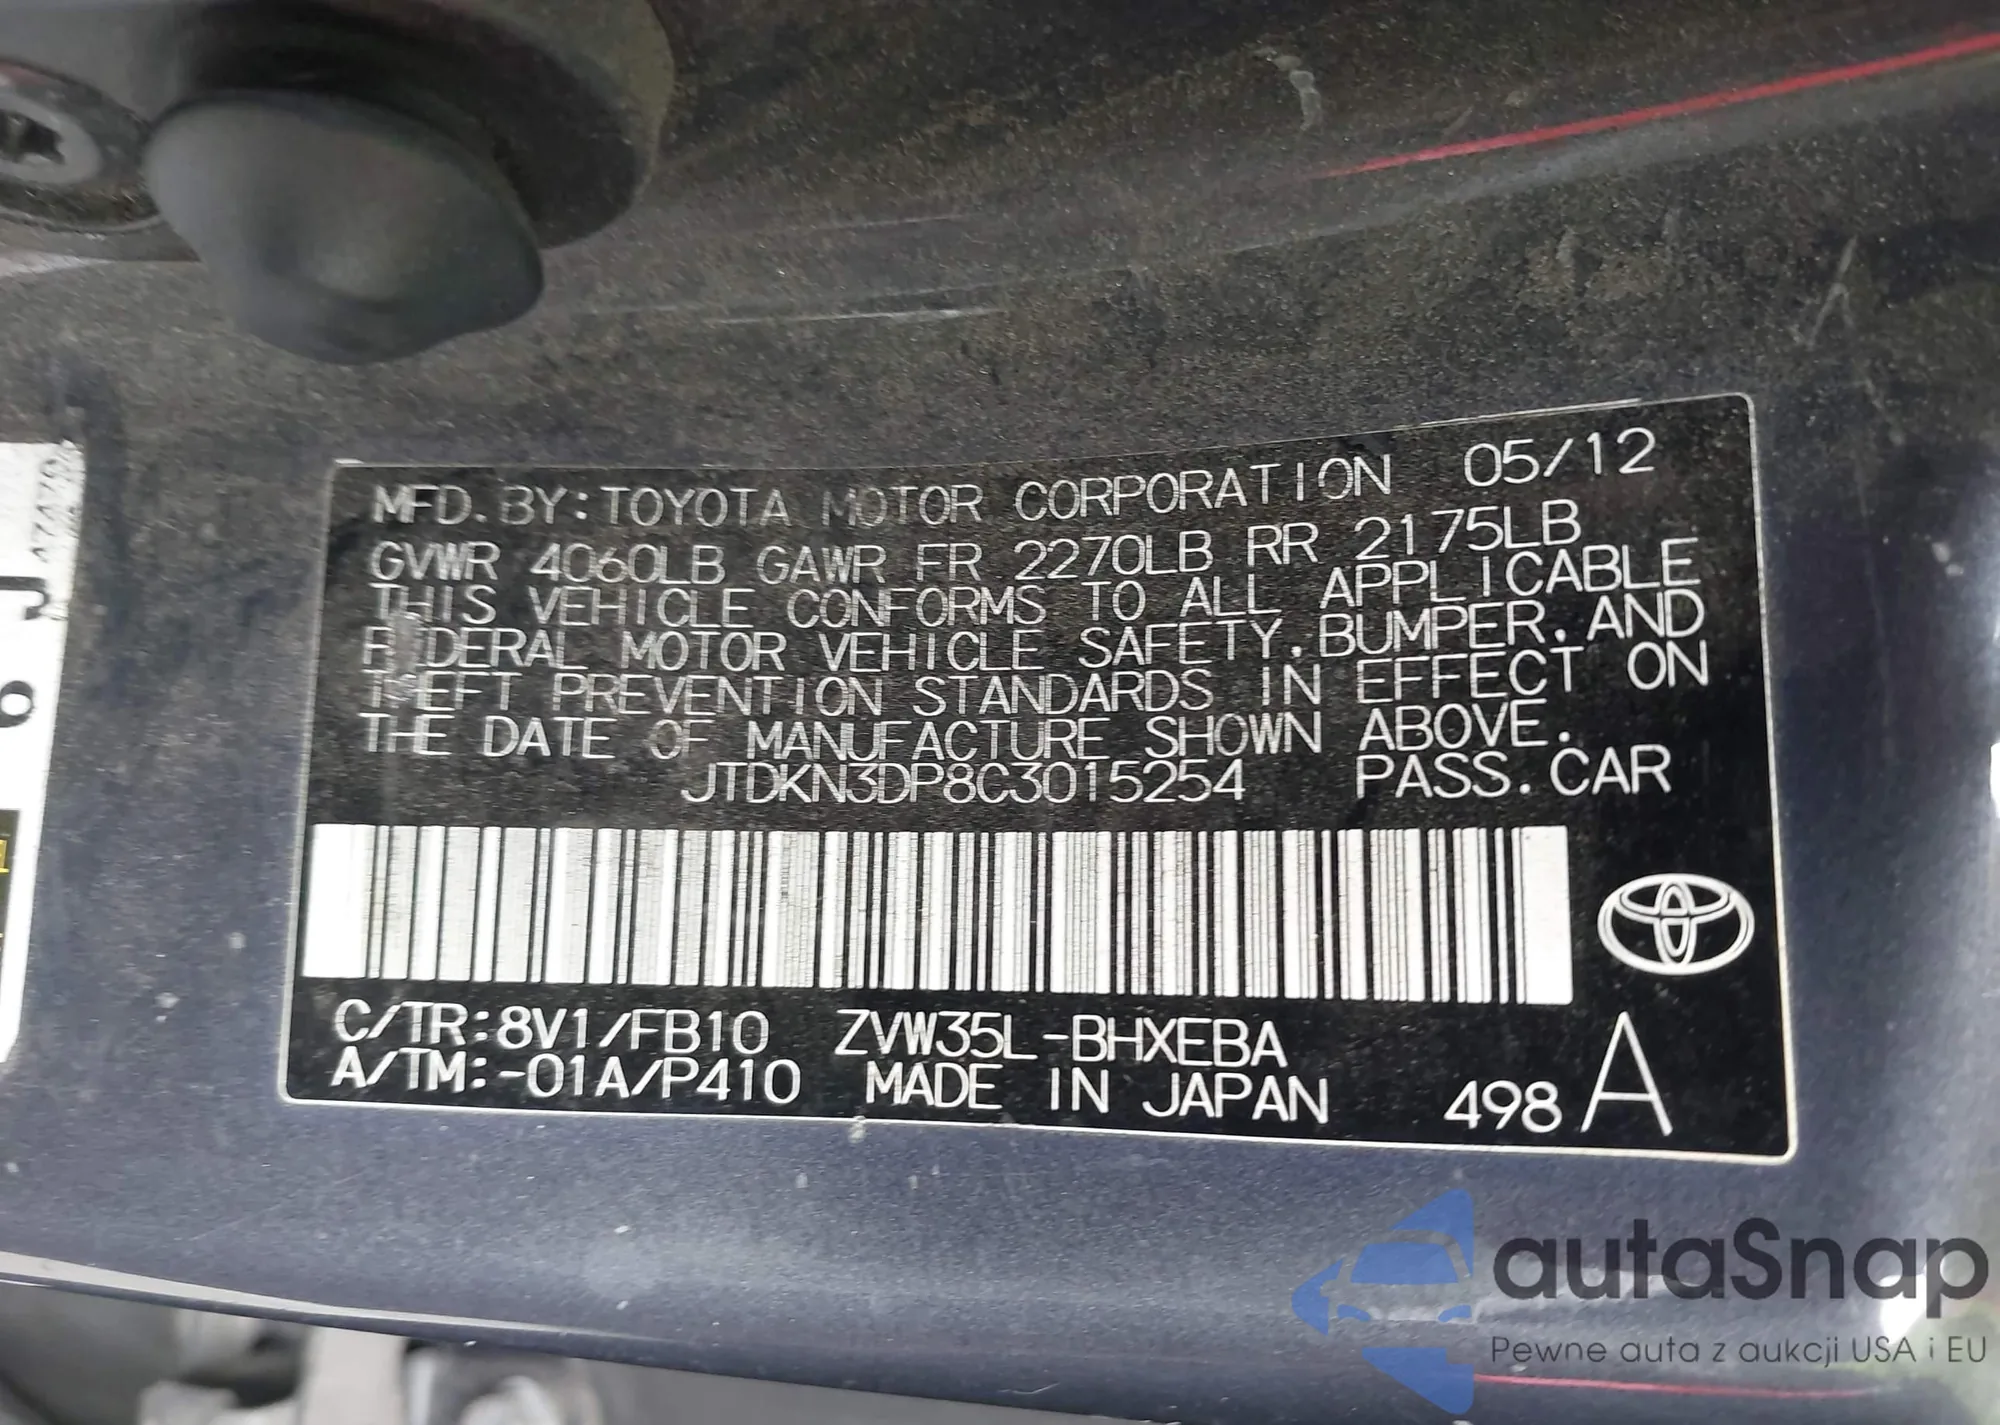 MFD. BY: TOYOTA MOTOR CORPORATION 05/12
GVWR 4060LB GAWR FR 2270LB RR 2175LB
THIS VEHICLE CONFORMS TO ALL APPLICABLE
FEDERAL MOTOR VEHICLE SAFETY, BUMPER, AND
THEFT PREVENTION STANDARDS IN EFFECT ON
THE DATE OF MANUFACTURE SHOWN ABOVE.
JTDKN3DP8C3015254 PASS. CAR
C/TR: 8V1/FB10 ZVW35L-BHXEBA
A/TM: -01A/P410 MADE IN JAPAN 498 A
autaSnap
Pewne auta z aukcji USA i EU